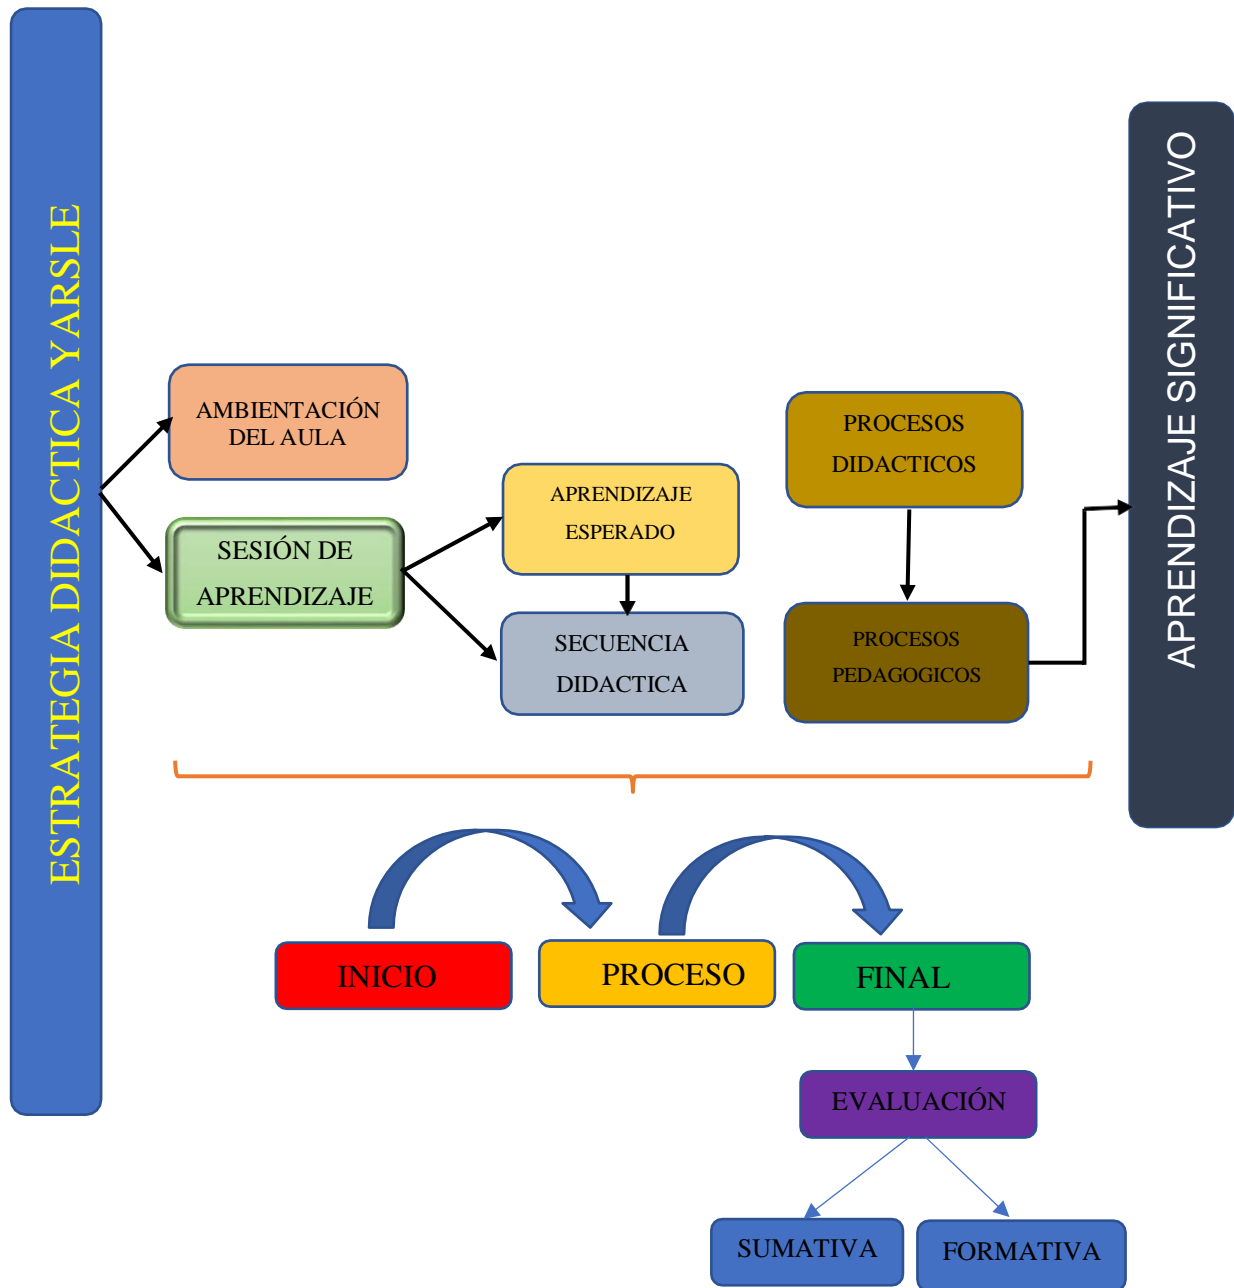 ESTRATEGIA DIDACTICA YARSLE
AMBIENTACIÓN
DEL AULA
SESIÓN DE
APRENDIZAJE
APRENDIZAJE
ESPERADO
SECUENCIA
DIDACTICA
PROCESOS
DIDACTICOS
PROCESOS
PEDAGOGICOS
APRENDIZAJE SIGNIFICATIVO
INICIO
PROCESO
FINAL
EVALUACIÓN
SUMATIVA
FORMATIVA